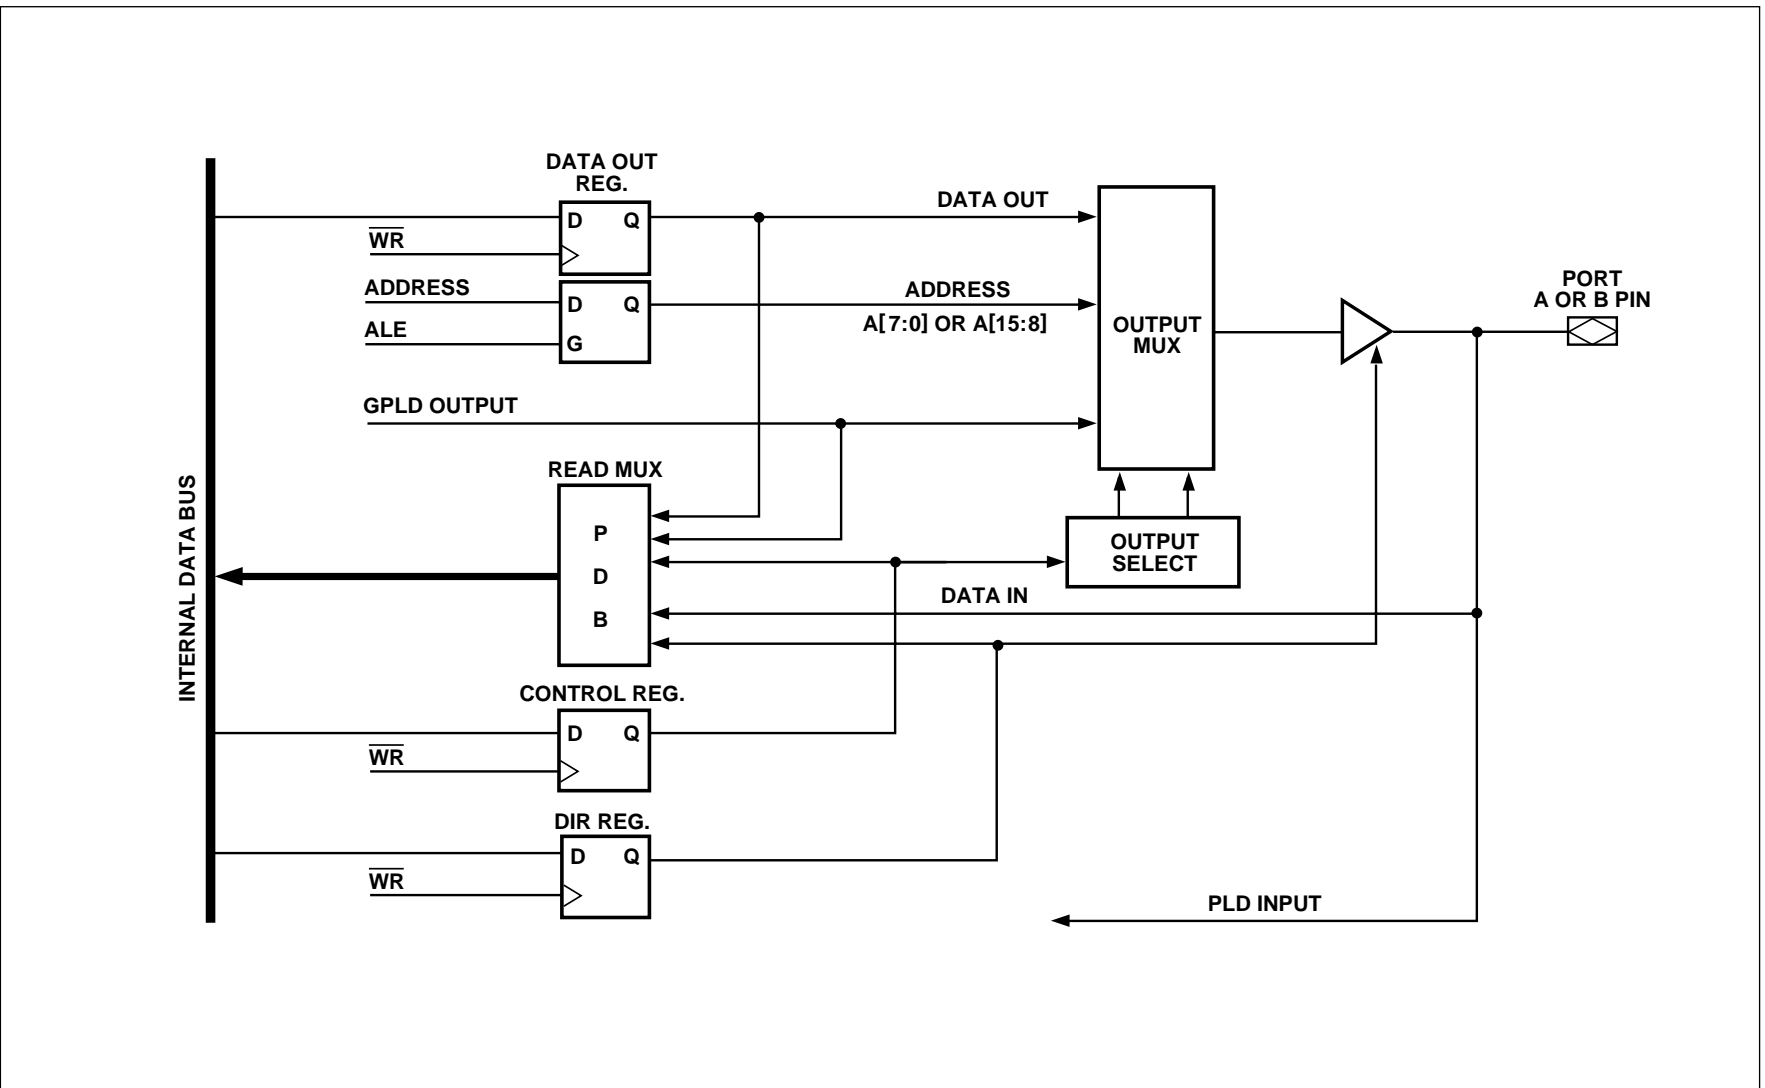 DATA OUT
REG.
D Q
WR
ADDRESS
D Q
ALE
G
DATA OUT
ADDRESS
A[7:0] OR A[15:8]
OUTPUT
MUX
PORT
A OR B PIN
GPLD OUTPUT
READ MUX
P
D
B
OUTPUT
SELECT
DATA IN
INTERNAL DATA BUS
CONTROL REG.
D Q
WR
DIR REG.
D Q
WR
PLD INPUT